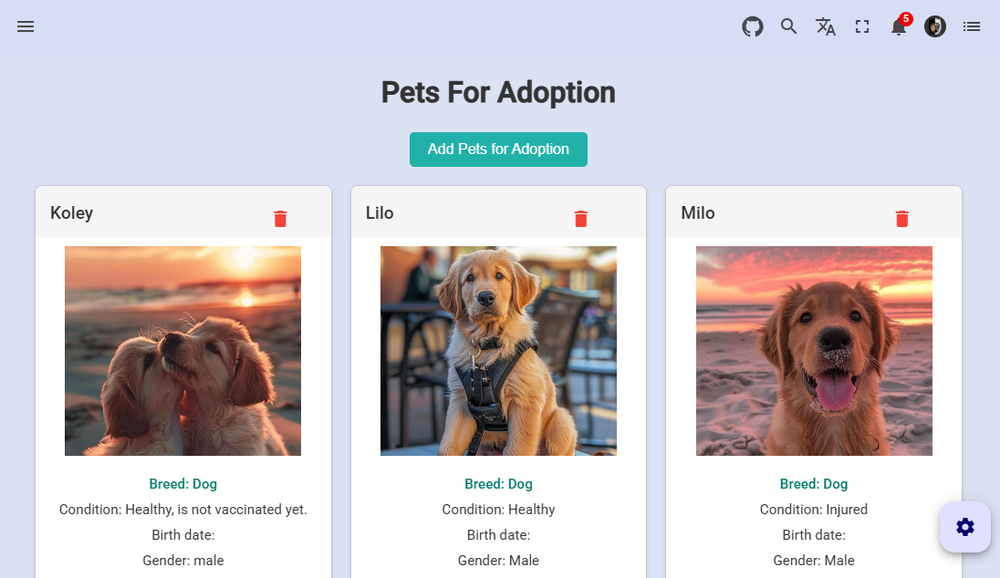 5
Pets For Adoption
Add Pets for Adoption
Koley
Lilo
Milo
Breed: Dog
Condition: Healthy, is not vaccinated yet.
Birth date:
Gender: male
Breed: Dog
Condition: Healthy
Birth date:
Gender: Male
Breed: Dog
Condition: Injured
Birth date:
Gender: Male